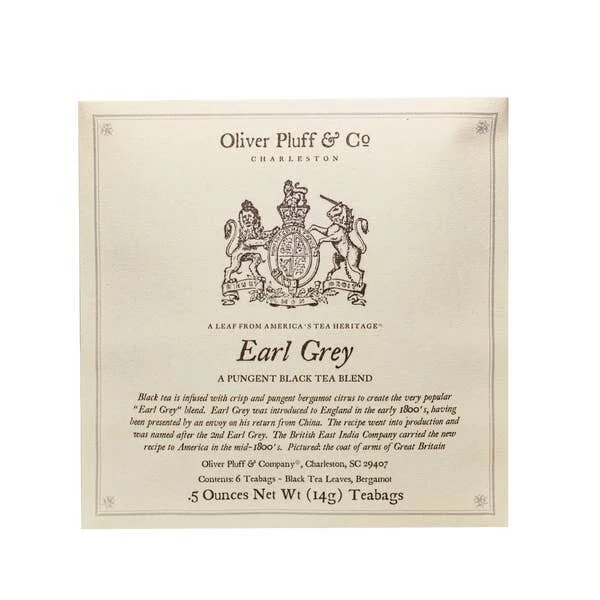 Oliver Pluff & Co
CHARLESTON
A LEAF FROM AMERICA'S TEA HERITAGE™
Earl Grey
A PUNGENT BLACK TEA BLEND
Black tea is infused with crisp and pungent bergamot citrus to create the very popular
"Earl Grey" blend. Earl Grey was introduced to England in the early 1800's, having
been presented by an envoy on his return from China. The recipe went into production and
was named after the 2nd Earl Grey. The British East India Company carried the new
recipe to America in the mid-1800's. Pictured: the coat of arms of Great Britain
Oliver Pluff & Company®, Charleston, SC 29407
Contents: 6 Teabags - Black Tea Leaves, Bergamot
.5 Ounces Net Wt (14g) Teabags